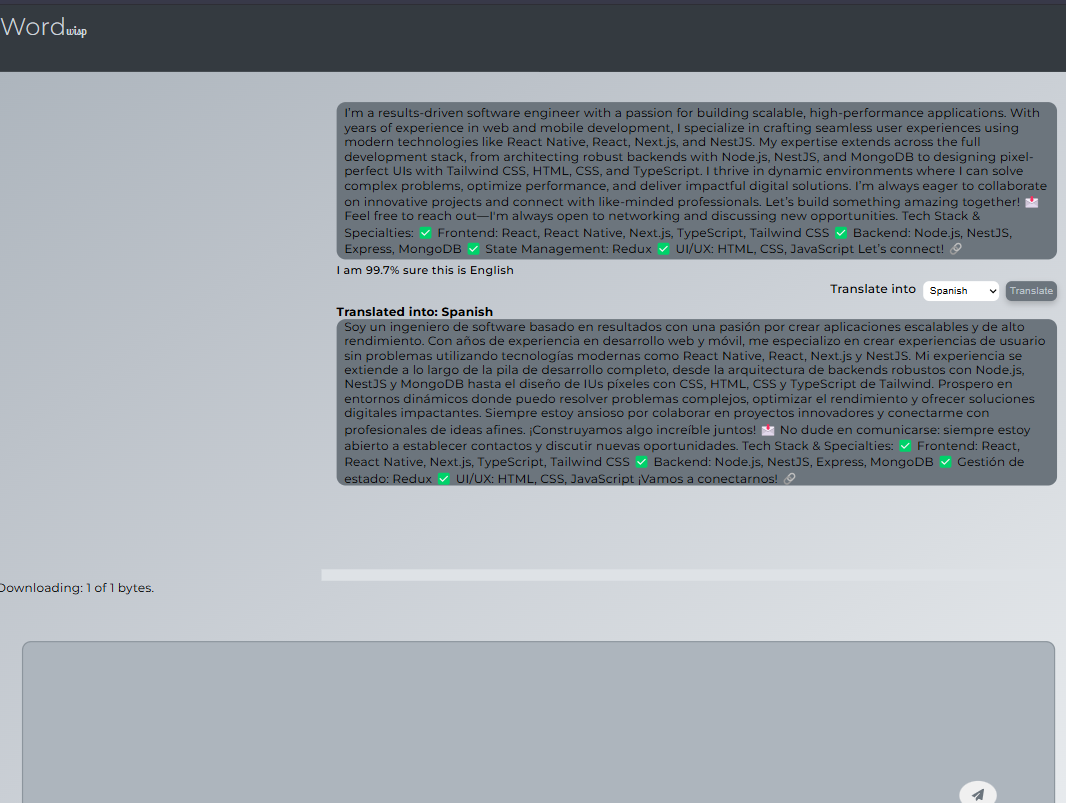 Wordwisp
I'm a results-driven software engineer with a passion for building scalable, high-performance applications. With
years of experience in web and mobile development, I specialize in crafting seamless user experiences using
modern technologies like React Native, React, Next.js, and NestJS. My expertise extends across the full
development stack, from architecting robust backends with Node.js, NestJS, and MongoDB to designing pixel-
perfect UIs with Tailwind CSS, HTML, CSS, and TypeScript. I thrive in dynamic environments where I can solve
complex problems, optimize performance, and deliver impactful digital solutions. I'm always eager to collaborate
on innovative projects and connect with like-minded professionals. Let's build something amazing together! 📩
Feel free to reach out—I'm always open to networking and discussing new opportunities. Tech Stack &
Specialties: ✅ Frontend: React, React Native, Next.js, TypeScript, Tailwind CSS ✅ Backend: Node.js, NestJS,
Express, MongoDB ✅ State Management: Redux ✅ UI/UX: HTML, CSS, JavaScript Let's connect! 🔗
I am 99.7% sure this is English
Translate into Spanish Translate
Translated into: Spanish
Soy un ingeniero de software basado en resultados con una pasión por crear aplicaciones escalables y de alto
rendimiento. Con años de experiencia en desarrollo web y móvil, me especializo en crear experiencias de usuario
sin problemas utilizando tecnologías modernas como React Native, React, Next.js y NestJS. Mi experiencia se
extiende a lo largo de la pila de desarrollo completo, desde la arquitectura de backends robustos con Node.js,
NestJS y MongoDB hasta el diseño de IUs píxeles con CSS, HTML, CSS y TypeScript de Tailwind. Prospero en
entornos dinámicos donde puedo resolver problemas complejos, optimizar el rendimiento y ofrecer soluciones
digitales impactantes. Siempre estoy ansioso por colaborar en proyectos innovadores y conectarme con
profesionales de ideas afines. ¡Construyamos algo increíble juntos! 📩 No dude en comunicarse: siempre estoy
abierto a establecer contactos y discutir nuevas oportunidades. Tech Stack & Specialties: ✅ Frontend: React,
React Native, Next.js, TypeScript, Tailwind CSS ✅ Backend: Node.js, NestJS, Express, MongoDB ✅ Gestión de
estado: Redux ✅ UI/UX: HTML, CSS, JavaScript ¡Vamos a conectarnos! 🔗
Downloading: 1 of 1 bytes.